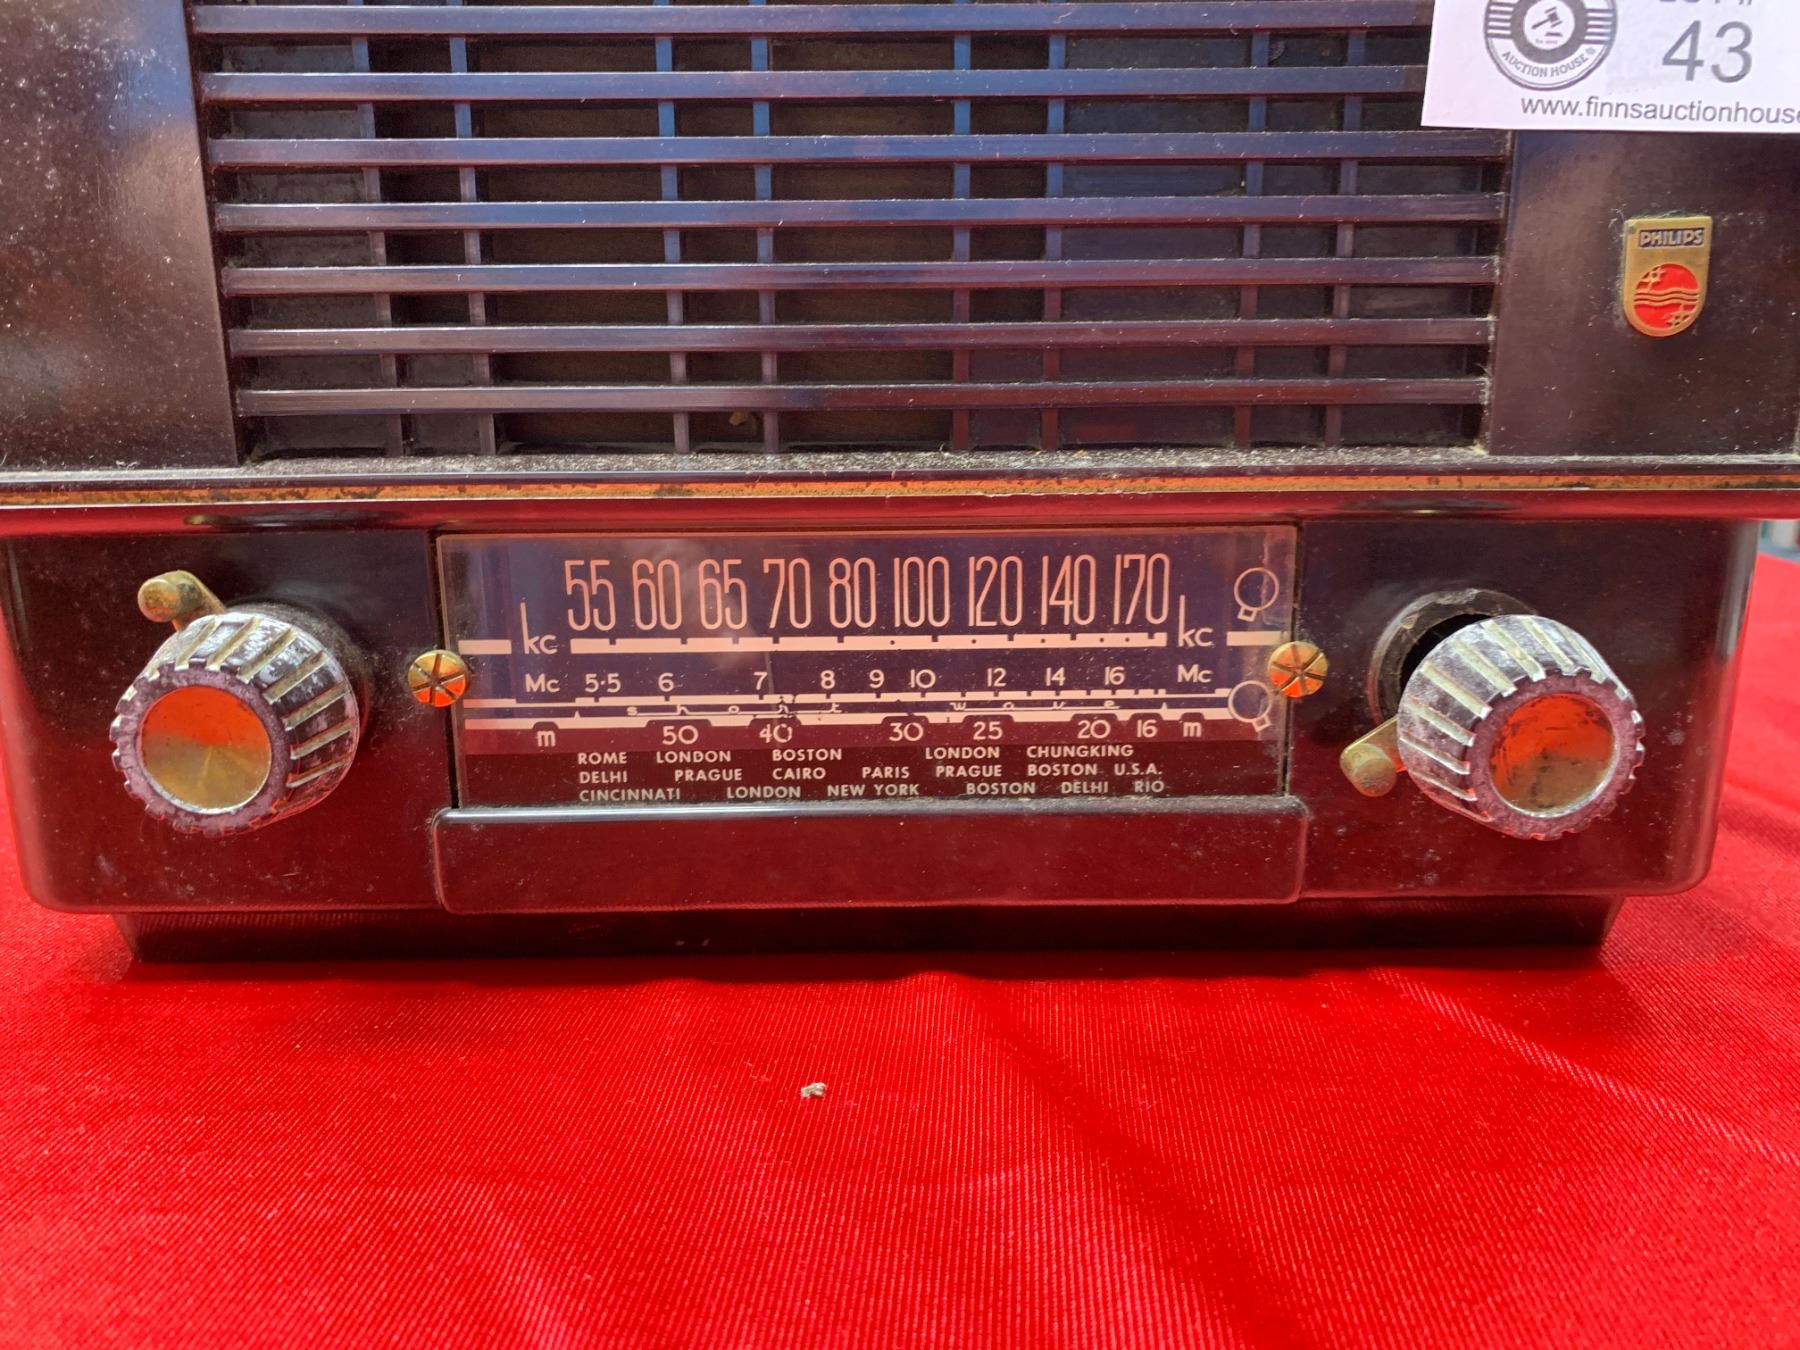 43
AUCTION HOUSE
www.finnsauctionhouse
PHILIPS
55 60 65 70 80 100 120 140 170
kc kc
Mc 5·5 6 7 8 9 10 12 14 16 Mc
short wave
m 50 40 30 25 20 16 m
ROME LONDON BOSTON LONDON CHUNGKING
DELHI PRAGUE CAIRO PARIS PRAGUE BOSTON U.S.A.
CINCINNATI LONDON NEW YORK BOSTON DELHI RIO